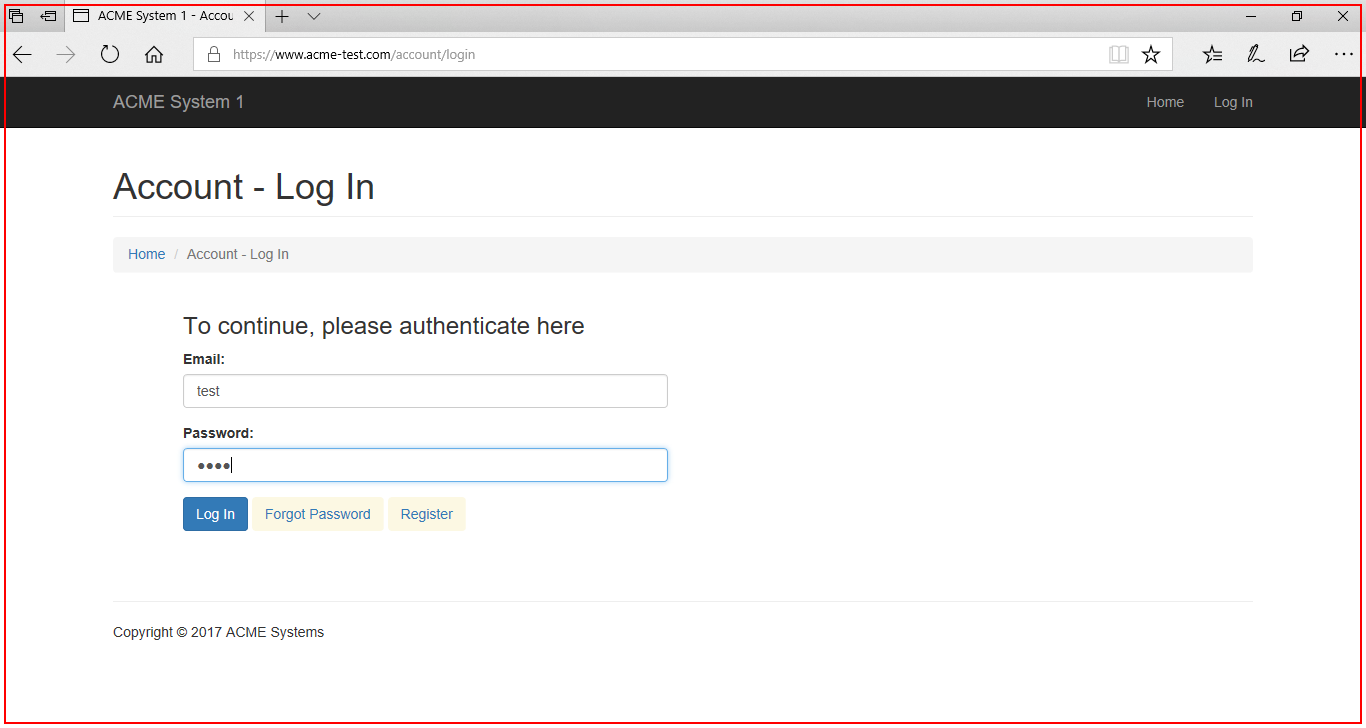 ACME System 1 - Accou
https://www.acme-test.com/account/login
ACME System 1 Home Log In
Account - Log In
Home / Account - Log In
To continue, please authenticate here
Email:
test
Password:
••••
Log In Forgot Password Register
Copyright © 2017 ACME Systems